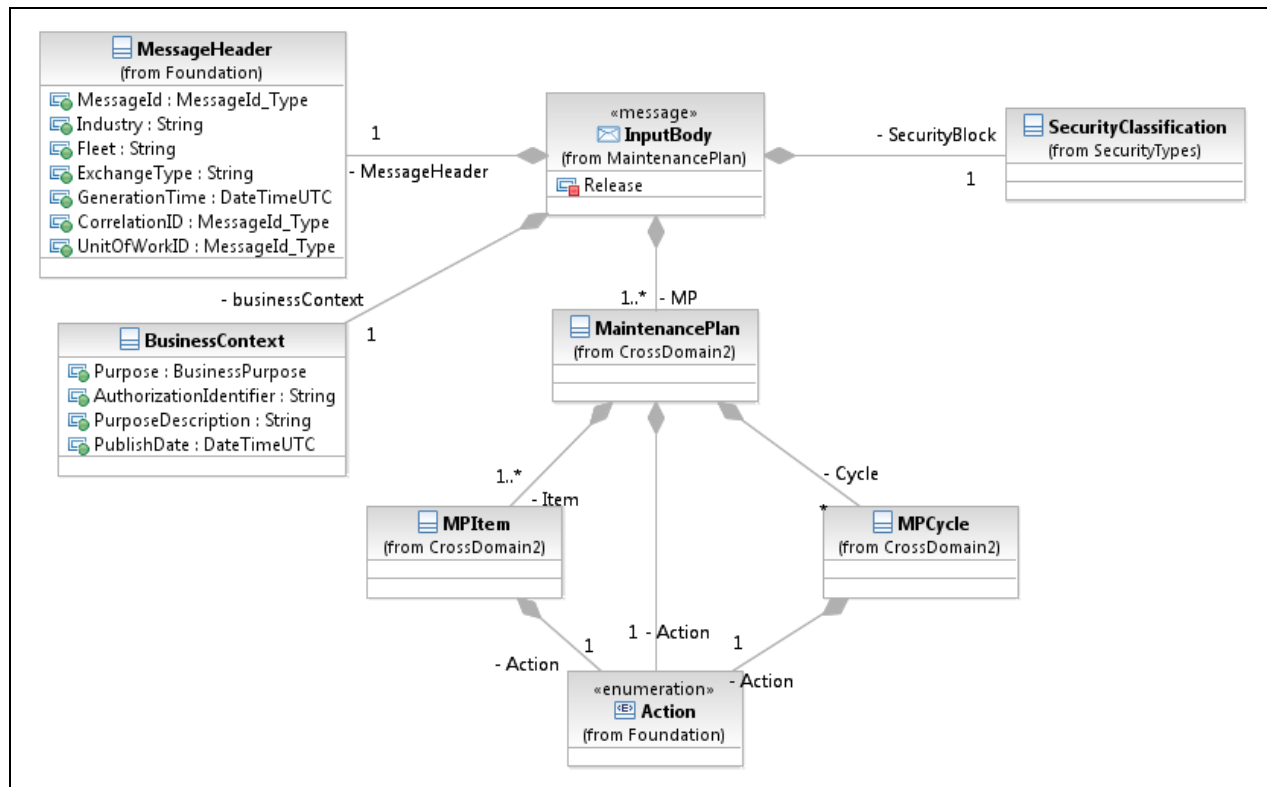 MessageHeader
(from Foundation)
MessageId : MessageId_Type
Industry : String
Fleet : String
ExchangeType : String
GenerationTime : DateTimeUTC
CorrelationID : MessageId_Type
UnitOfWorkID : MessageId_Type
1
- MessageHeader
«message»
InputBody
(from MaintenancePlan)
Release
- SecurityBlock
1
SecurityClassification
(from SecurityTypes)
- businessContext
1
BusinessContext
Purpose : BusinessPurpose
AuthorizationIdentifier : String
PurposeDescription : String
PublishDate : DateTimeUTC
1..* - MP
MaintenancePlan
(from CrossDomain2)
1..*
- Item
- Cycle
*
MPItem
(from CrossDomain2)
MPCycle
(from CrossDomain2)
1
- Action
1 - Action
1
- Action
«enumeration»
<E> Action
(from Foundation)